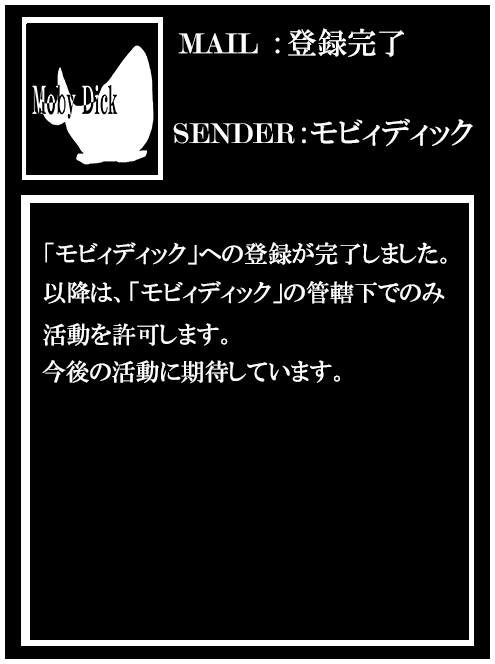 Moby Dick
MAIL ：登録完了
SENDER：モビィディック
「モビィディック」への登録が完了しました。
以降は、「モビィディック」の管轄下でのみ
活動を許可します。
今後の活動に期待しています。